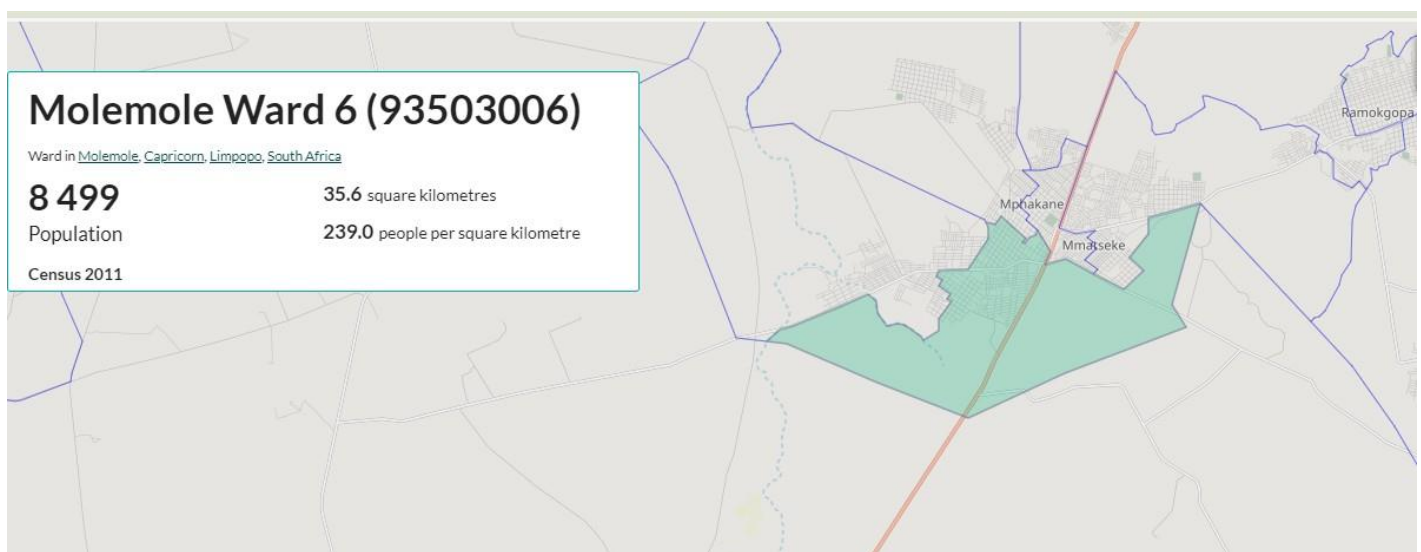 Molemole Ward 6 (93503006)
Ward in Molemole, Capricorn, Limpopo, South Africa
8 499
Population
35.6 square kilometres
239.0 people per square kilometre
Census 2011
Ramokgopa
Mphakane
Mmatseke